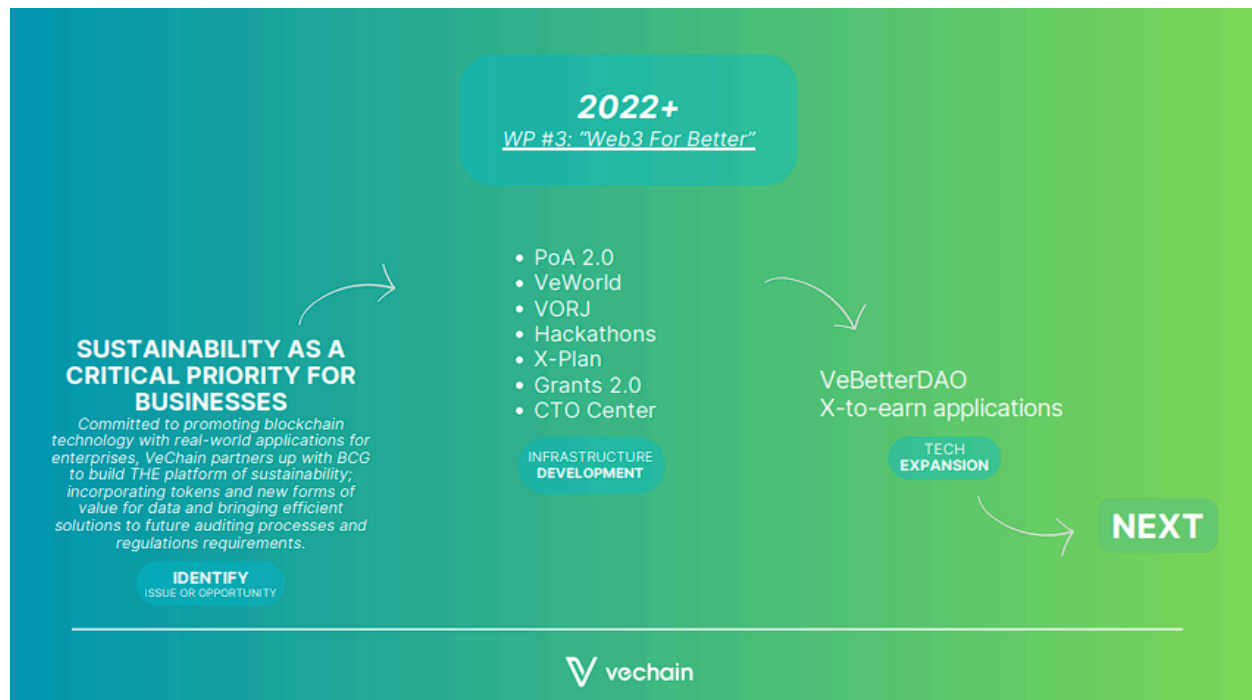 2022+
WP #3: “Web3 For Better”
SUSTAINABILITY AS A
CRITICAL PRIORITY FOR
BUSINESSES
Committed to promoting blockchain
technology with real-world applications for
enterprises, VeChain partners up with BCG
to build THE platform of sustainability;
incorporating tokens and new forms of
value for data and bringing efficient
solutions to future auditing processes and
regulations requirements.
IDENTIFY
ISSUE OR OPPORTUNITY
• PoA 2.0
• VeWorld
• VORJ
• Hackathons
• X-Plan
• Grants 2.0
• CTO Center
INFRASTRUCTURE
DEVELOPMENT
VeBetterDAO
X-to-earn applications
TECH
EXPANSION
NEXT
vechain